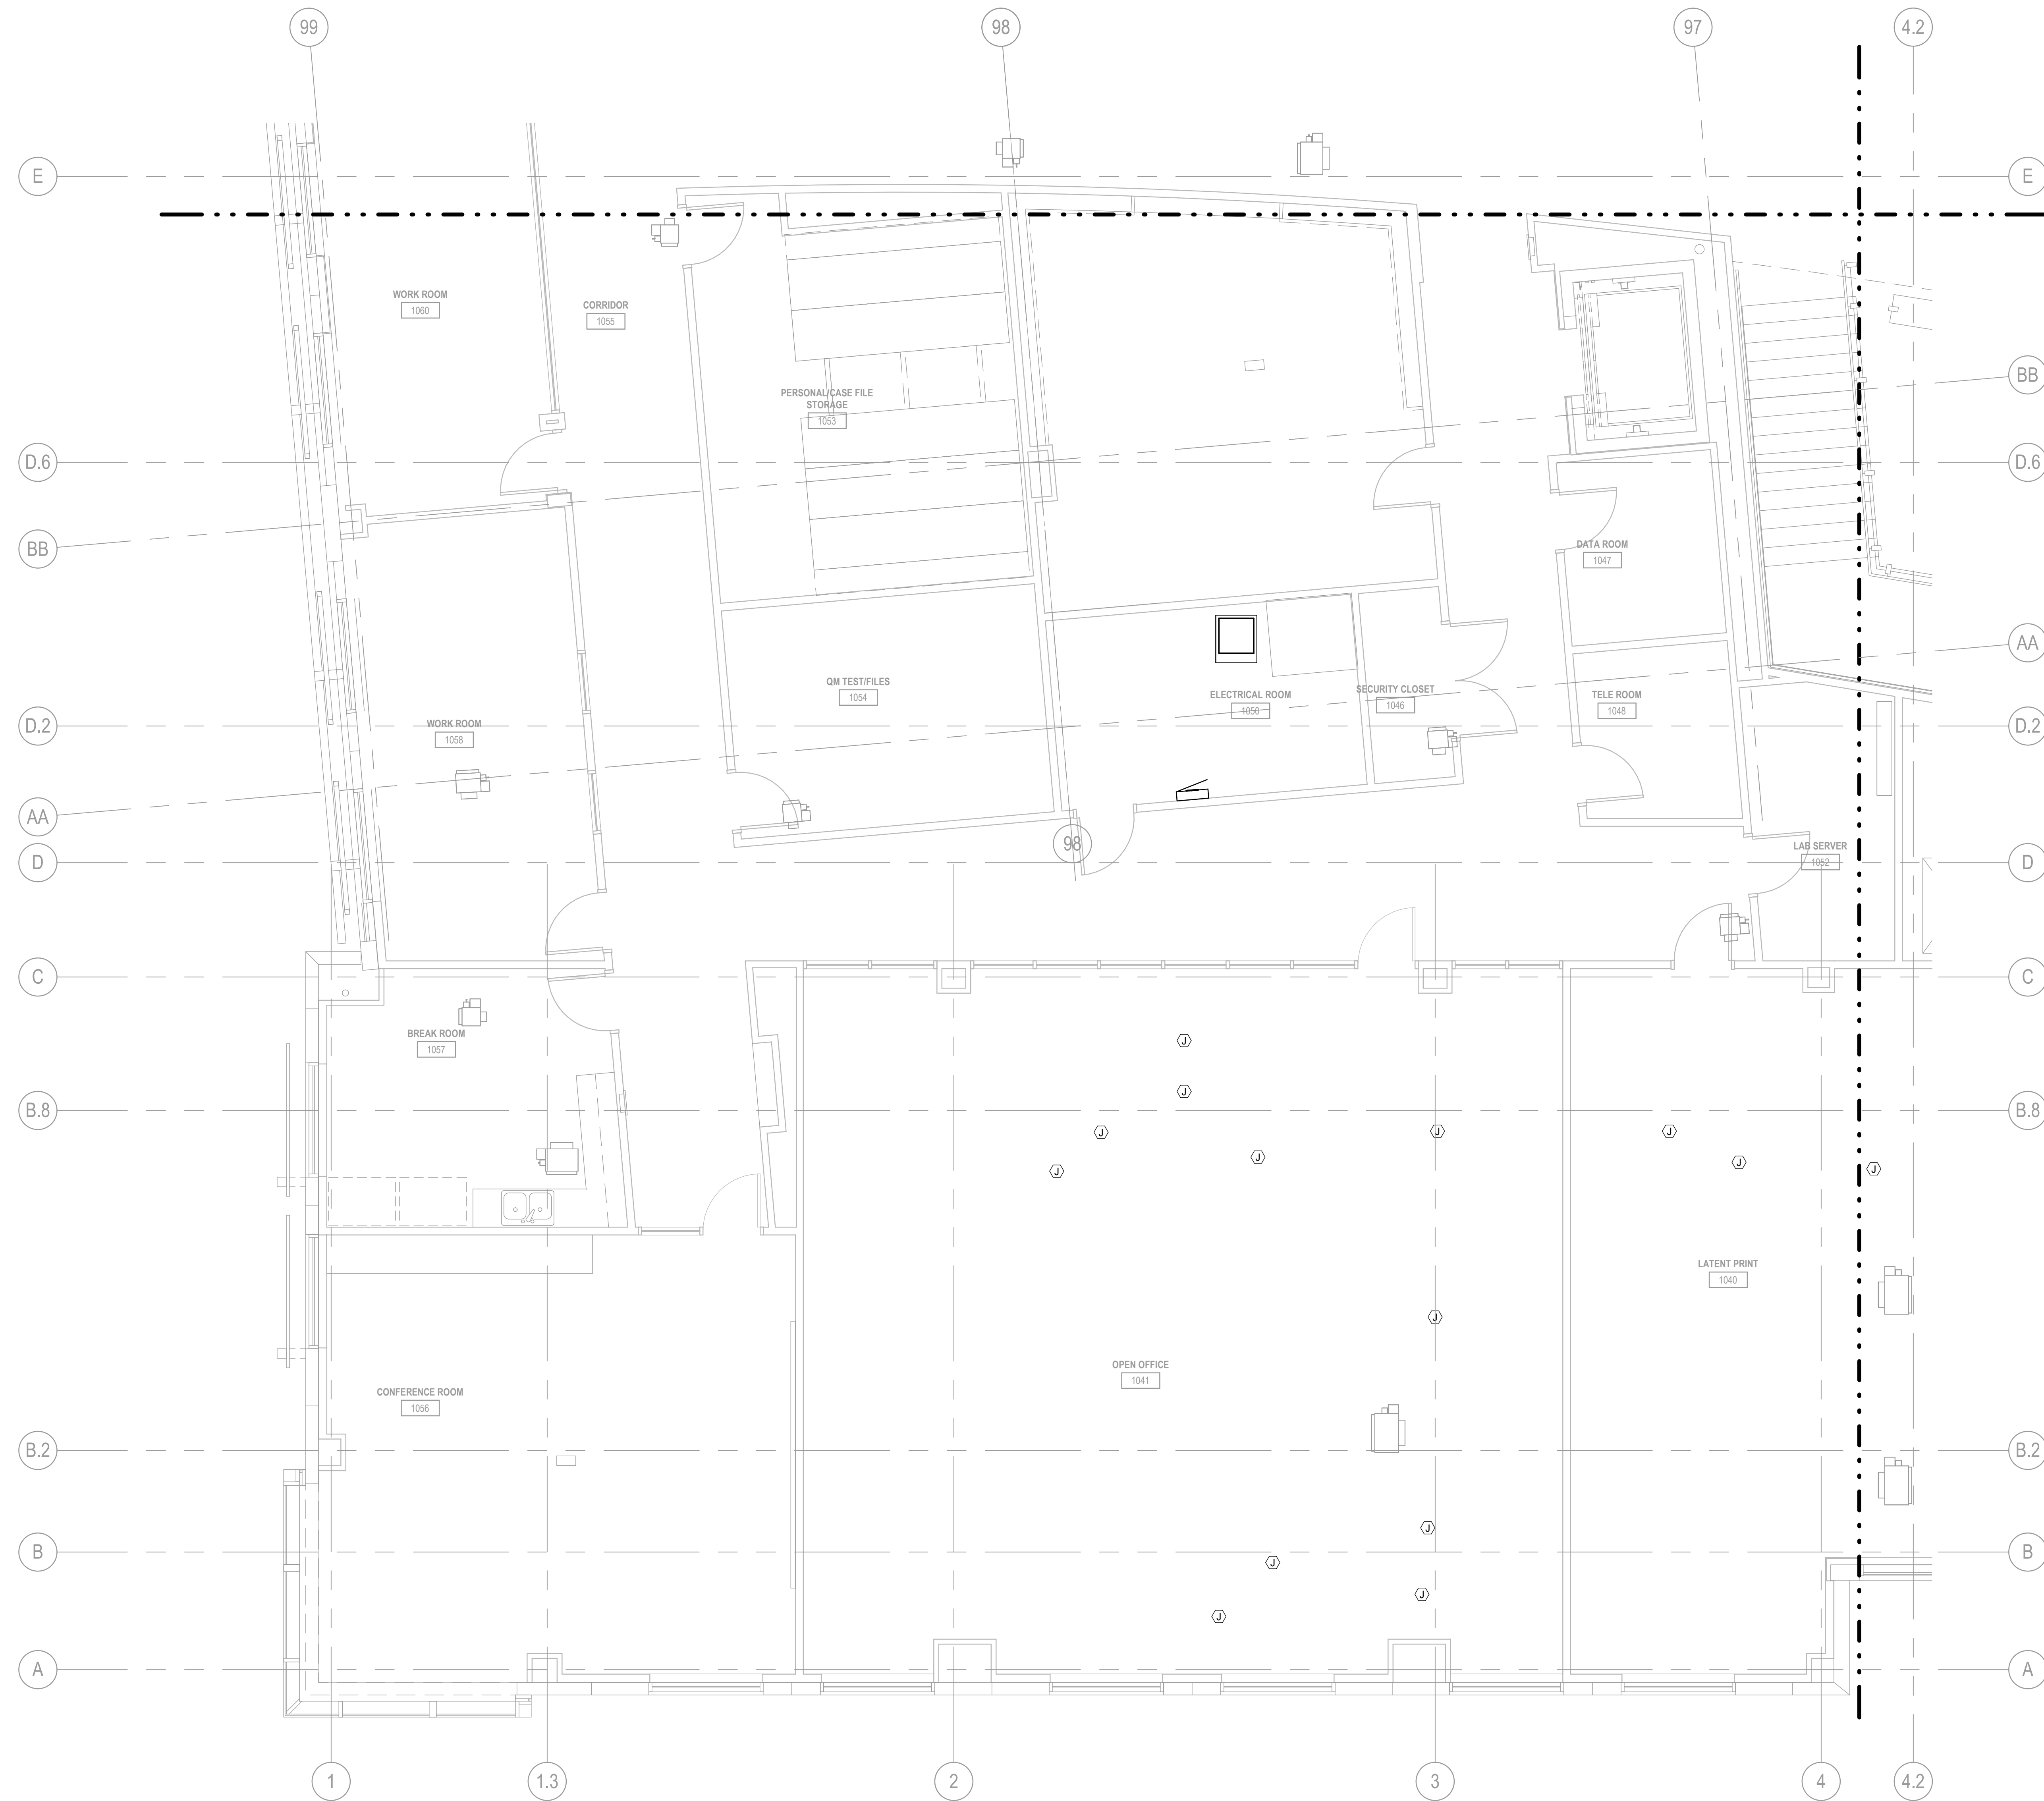 99
98
97
4.2
E
E
WORK ROOM
1060
CORRIDOR
1055
BB
PERSONAL/CASE FILE
STORAGE
1053
D.6
D.6
BB
DATA ROOM
1047
AA
QM TEST/FILES
1054
ELECTRICAL ROOM
1050
SECURITY CLOSET
1046
TELE ROOM
1048
D.2
WORK ROOM
1058
D.2
AA
98
LAB SERVER
1052
D
D
C
C
BREAK ROOM
1057
J
J
B.8
B.8
J
J
J
J
J
J
J
LATENT PRINT
1040
J
OPEN OFFICE
1041
CONFERENCE ROOM
1056
B.2
B.2
J
B
B
J
J
J
A
A
1
1.3
2
3
4
4.2